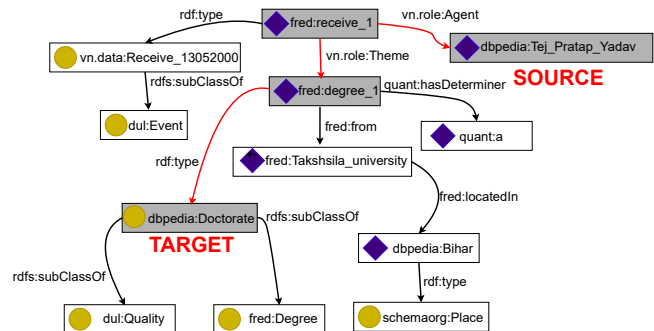 fred:receive_1
rdf:type
vn.role:Agent
vn.data:Receive_13052000
vn.role:Theme
dbpedia:Tej_Pratap_Yadav
SOURCE
rdfs:subClassOf
fred:degree_1
quant:hasDeterminer
dul:Event
fred:from
quant:a
rdf:type
fred:Takshsila_university
fred:locatedIn
dbpedia:Doctorate
rdfs:subClassOf
TARGET
dbpedia:Bihar
rdfs:subClassOf
rdf:type
dul:Quality
fred:Degree
schemaorg:Place